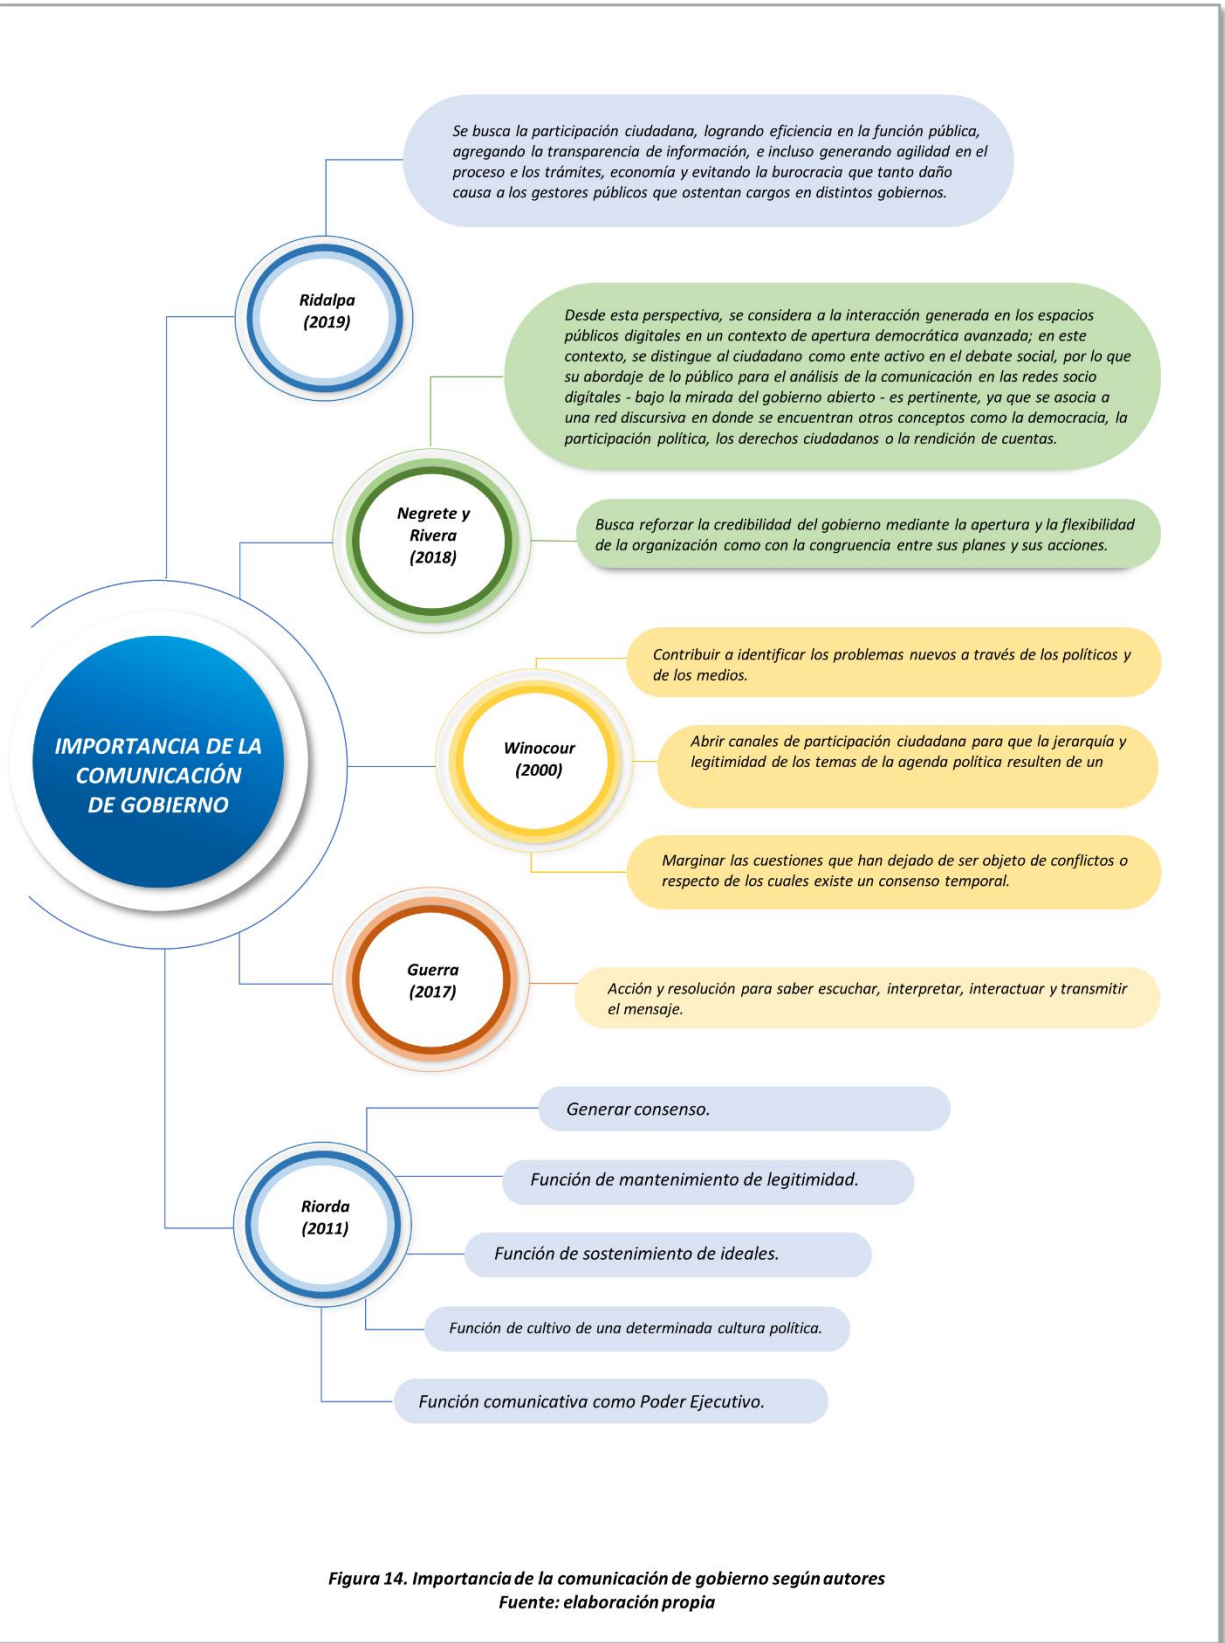 Se busca la participación ciudadana, logrando eficiencia en la función pública,
agregando la transparencia de información, e incluso generando agilidad en el
proceso e los trámites, economía y evitando la burocracia que tanto daño
causa a los gestores públicos que ostentan cargos en distintos gobiernos.
Ridalpa
(2019)
Desde esta perspectiva, se considera a la interacción generada en los espacios
públicos digitales en un contexto de apertura democrática avanzada; en este
contexto, se distingue al ciudadano como ente activo en el debate social, por lo que
su abordaje de lo público para el análisis de la comunicación en las redes socio
digítales - bajo la mirada del gobierno abierto - es pertinente, ya que se asocia a
una red discursiva en donde se encuentran otros conceptos como la democracia, la
participación política, los derechos ciudadanos o la rendición de cuentas.
Negrete y
Rivera
(2018)
Busca reforzar la credibilidad del gobierno mediante la apertura y la flexibilidad
de la organización como con la congruencia entre sus planes y sus acciones.
IMPORTANCIA DE LA
COMUNICACIÓN
DE GOBIERNO
Contribuir a identificar los problemas nuevos a través de los políticos y
de los medios.
Winocour
(2000)
Abrir canales de participación ciudadana para que la jerarquía y
legitimidad de los temas de la agenda política resulten de un
Marginar las cuestiones que han dejado de ser objeto de conflictos o
respecto de los cuales existe un consenso temporal.
Guerra
(2017)
Acción y resolución para saber escuchar, interpretar, interactuar y transmitir
el mensaje.
Generar consenso.
Función de mantenimiento de legitimidad.
Riorda
(2011)
Función de sostenimiento de ideales.
Función de cultivo de una determinada cultura política.
Función comunicativa como Poder Ejecutivo.
Figura 14. Importancia de la comunicación de gobierno según autores
Fuente: elaboración propia